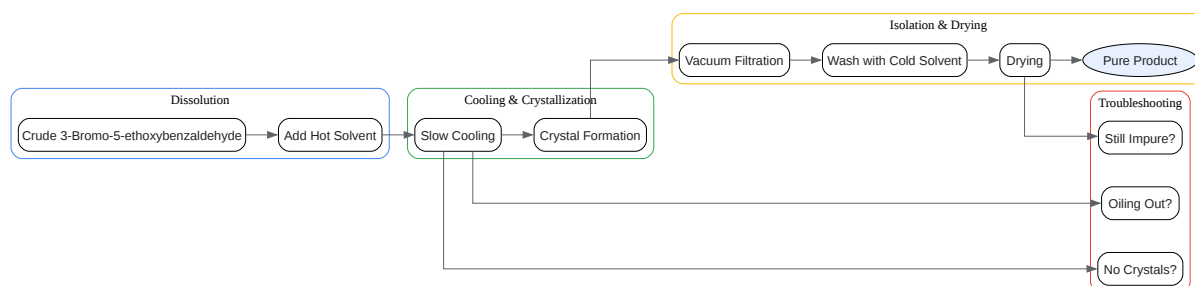 Isolation & Drying
Vacuum Filtration
Wash with Cold Solvent
Drying
Pure Product
Dissolution
Crude 3-Bromo-5-ethoxybenzaldehyde
Add Hot Solvent
Cooling & Crystallization
Slow Cooling
Crystal Formation
Troubleshooting
Still Impure?
Oiling Out?
No Crystals?